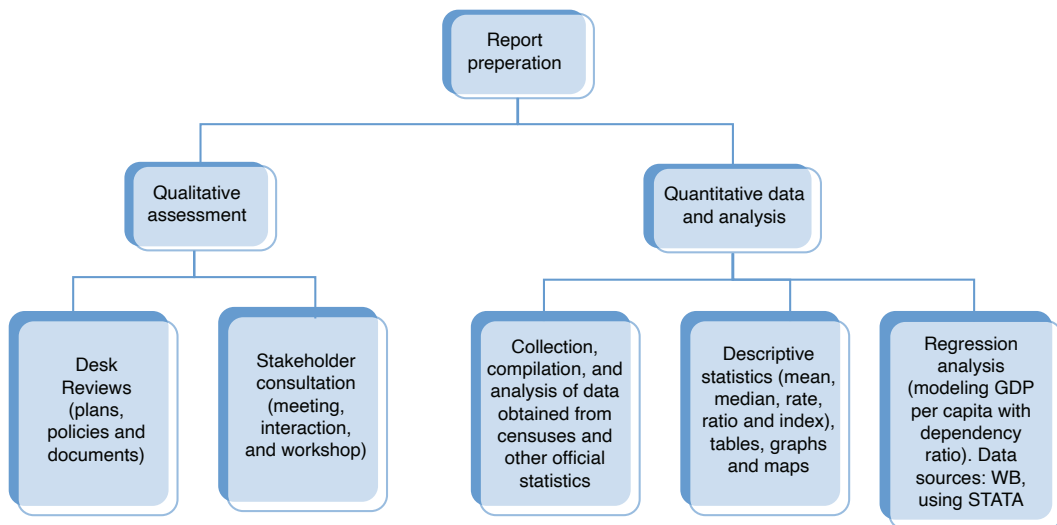 Report
preperation
Qualitative
assessment
Quantitative data
and analysis
Desk
Reviews
(plans,
policies and
documents)
Stakeholder
consultation
(meeting,
interaction,
and workshop)
Collection,
compilation, and
analysis of data
obtained from
censuses and
other official
statistics
Descriptive
statistics (mean,
median, rate,
ratio and index),
tables, graphs
and maps
Regression
analysis
(modeling GDP
per capita with
dependency
ratio). Data
sources: WB,
using STATA